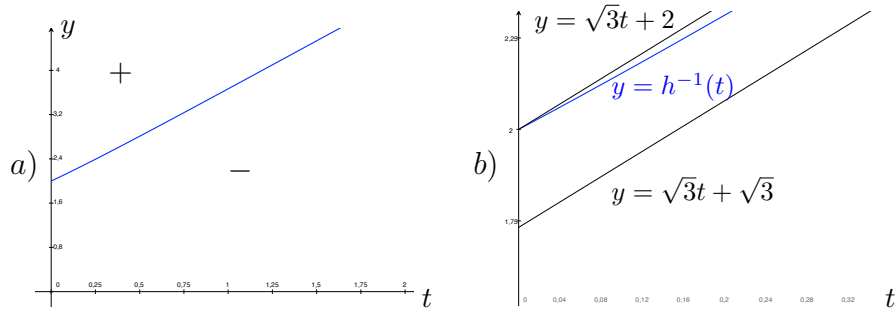 a)
y
4
3,2
2,4
1,6
0,8
0 0,25 0,5 0,75 1 1,25 1,5 1,75 2
t
+
−
b)
y = √3t + 2
y = h⁻¹(t)
y = √3t + √3
2,29
2
1,79
0 0,04 0,08 0,12 0,16 0,2 0,24 0,28 0,32
t